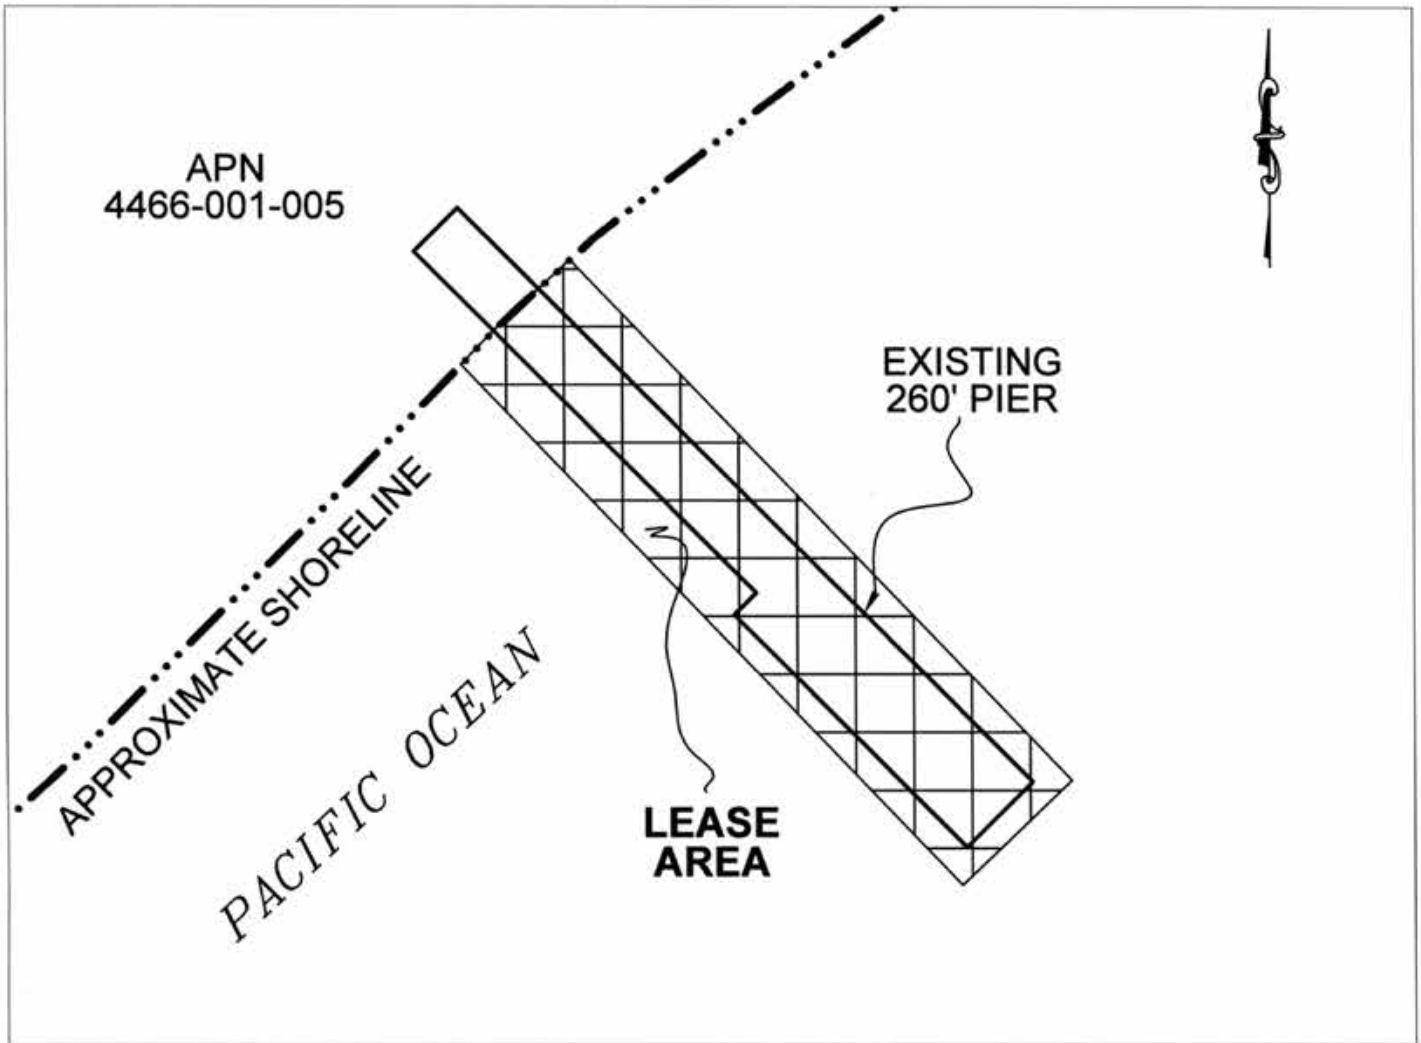 APN
4466-001-005
EXISTING
260' PIER
APPROXIMATE SHORELINE
PACIFIC OCEAN
LEASE
AREA